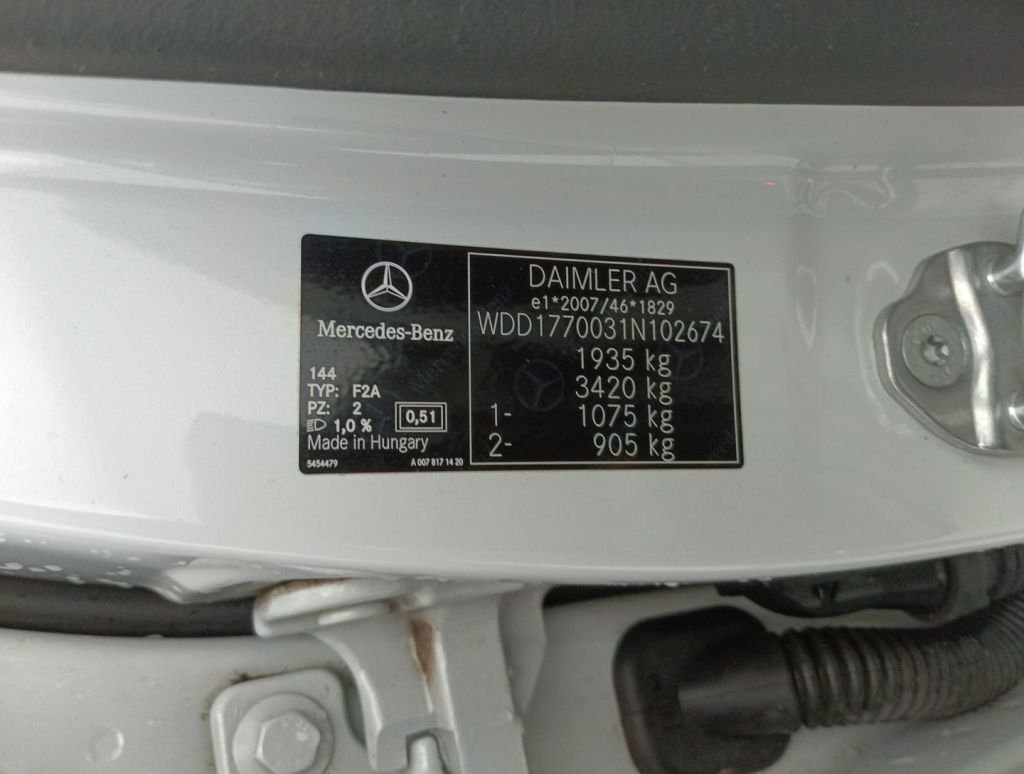 Mercedes-Benz
144
TYP: F2A
PZ: 2
1,0 %
0,51
Made in Hungary
5454479
A 007 817 14 20
DAIMLER AG
e1*2007/46*1829
WDD1770031N102674
1935 kg
3420 kg
1- 1075 kg
2- 905 kg